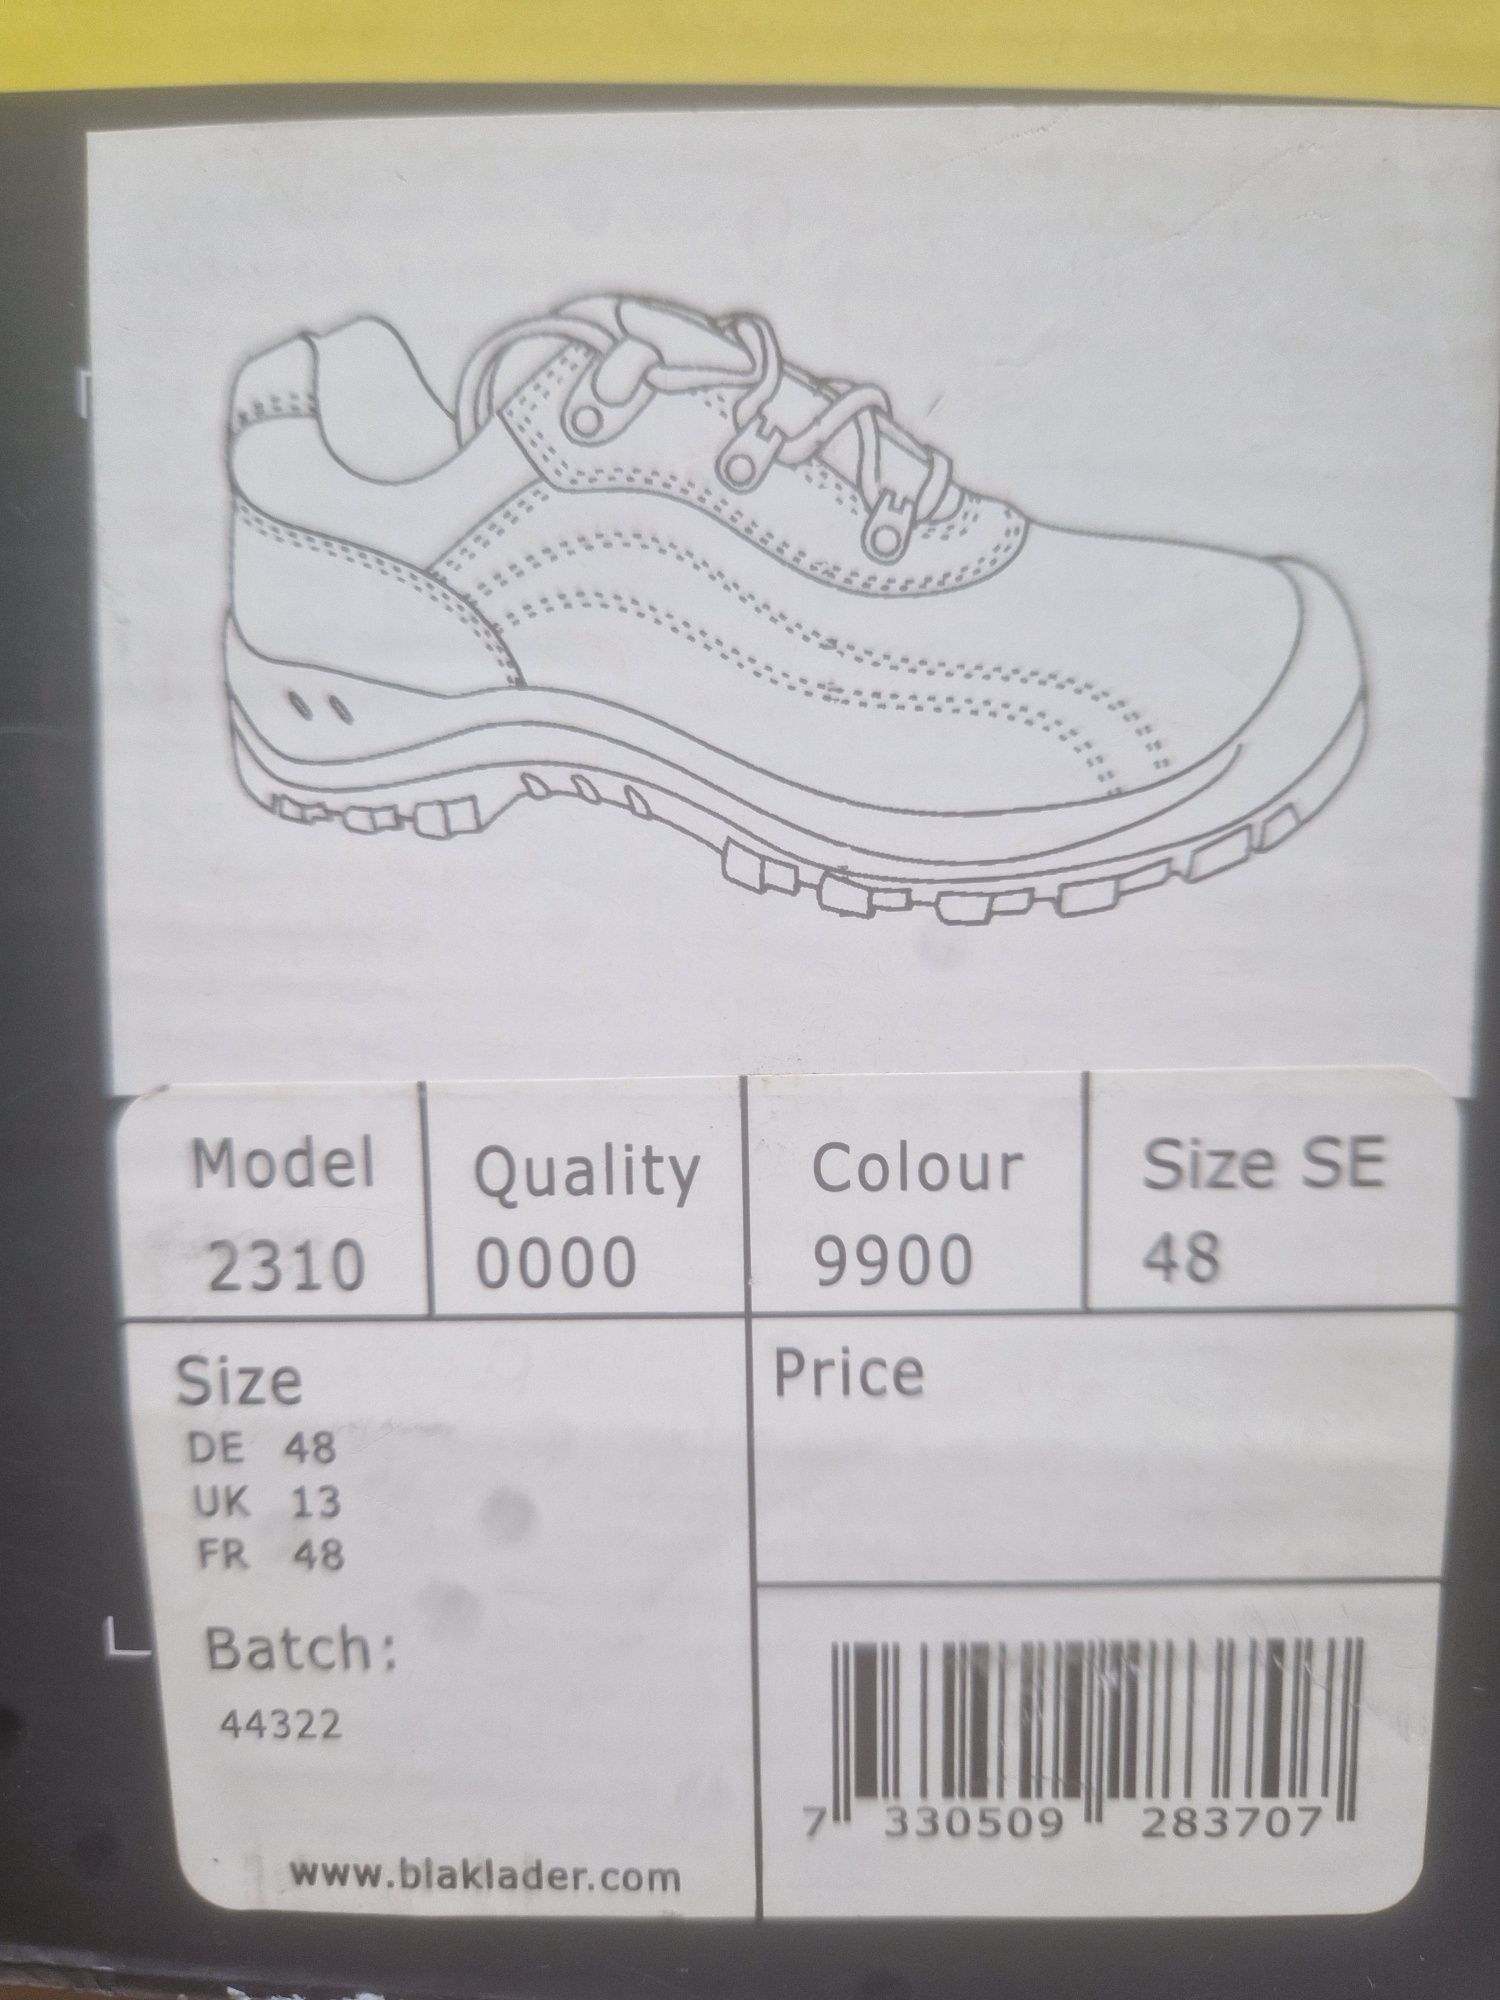 Model Quality Colour Size SE
2310 0000 9900 48
Size
DE 48
UK 13
FR 48
Batch:
44322
www.blaklader.com
Price
7 330509 283707